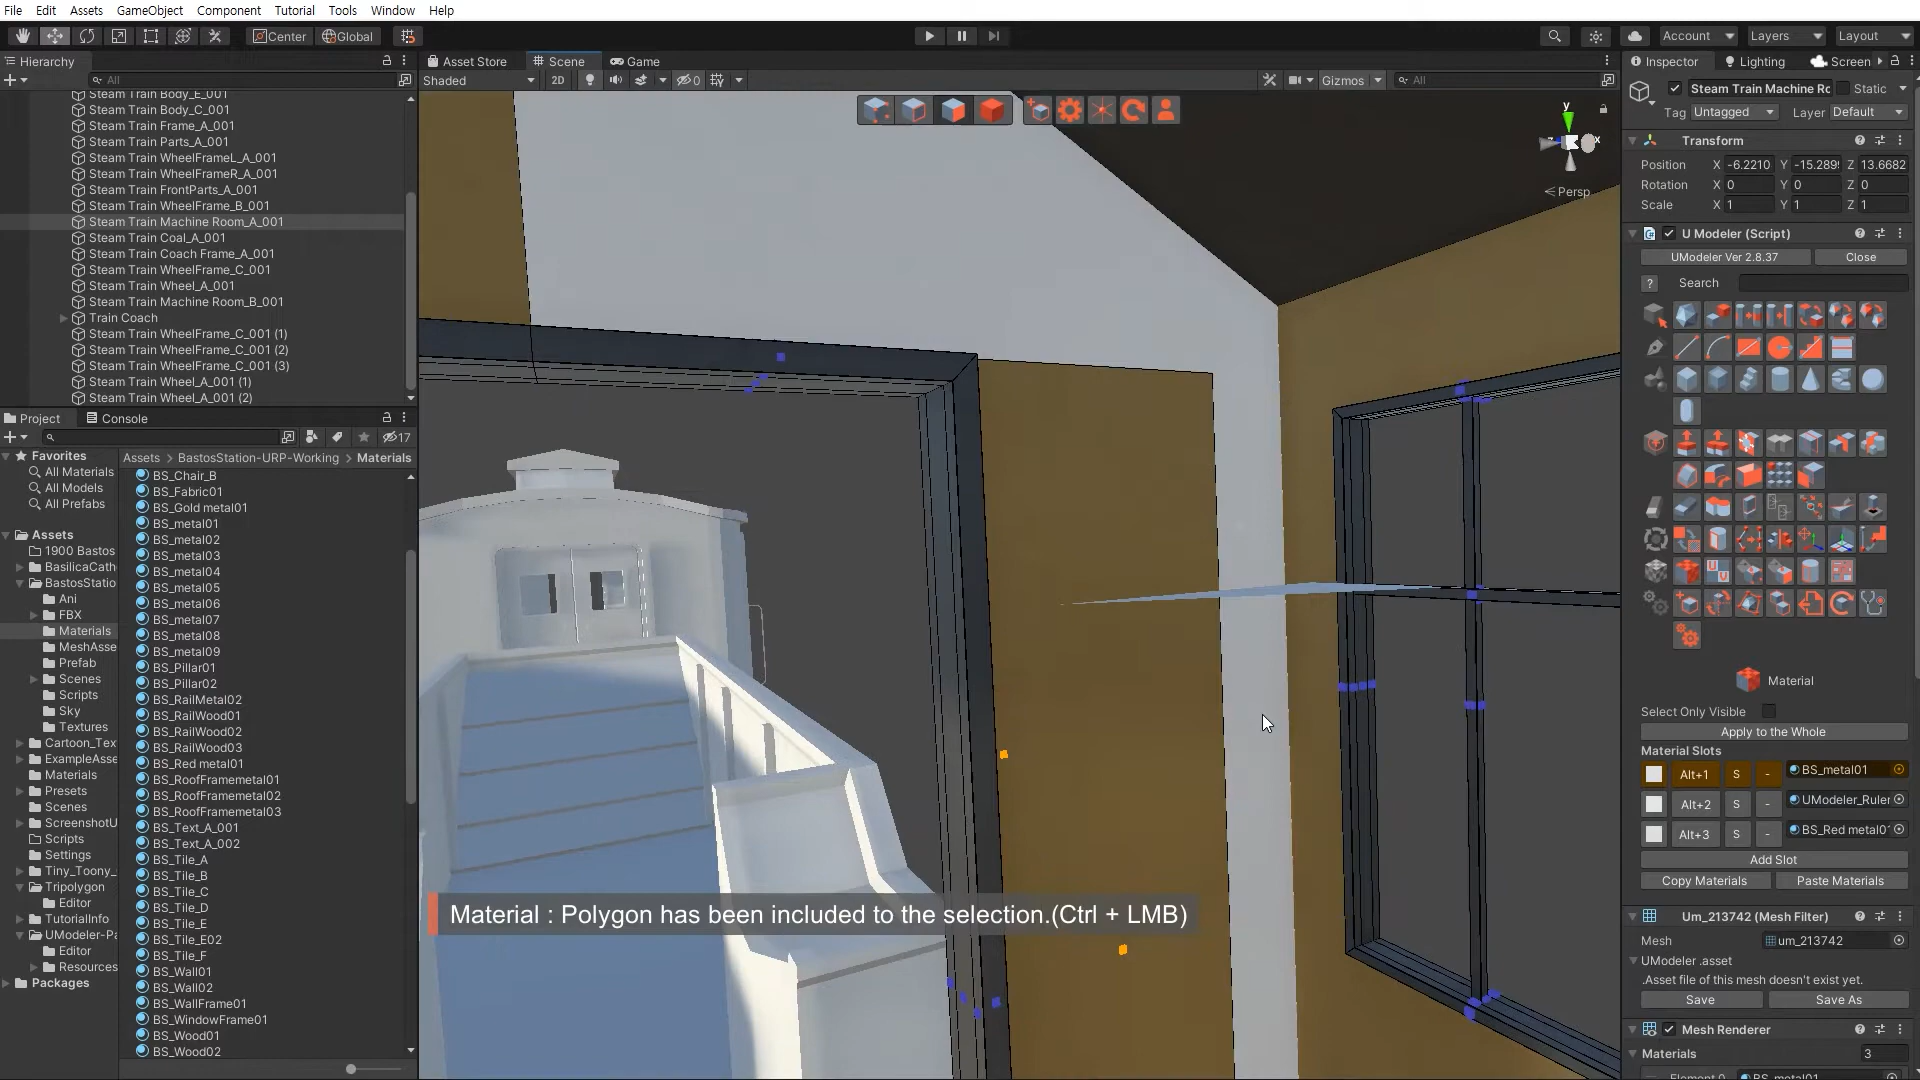 File Edit Assets GameObject Component Tutorial Tools Window Help
Center Global Account Layers Layout
Hierarchy Asset Store Scene Game Inspector Lighting Screen
All Shaded 2D 0 Gizmos All
Steam Train Body_E_001
Steam Train Body_C_001
Steam Train Frame_A_001
Steam Train Parts_A_001
Steam Train WheelFrameL_A_001
Steam Train WheelFrameR_A_001
Steam Train FrontParts_A_001
Steam Train WheelFrame_B_001
Steam Train Machine Room_A_001
Steam Train Coal_A_001
Steam Train Coach Frame_A_001
Steam Train WheelFrame_C_001
Steam Train Wheel_A_001
Steam Train Machine Room_B_001
Train Coach
Steam Train WheelFrame_C_001 (1)
Steam Train WheelFrame_C_001 (2)
Steam Train WheelFrame_C_001 (3)
Steam Train Wheel_A_001 (1)
Steam Train Wheel_A_001 (2)
Project Console
17
Favorites
All Materials
All Models
All Prefabs
Assets
1900 Bastos
BasilicaCath
BastosStatio
Ani
FBX
Materials
MeshAsse
Prefab
Scenes
Scripts
Sky
Textures
Cartoon_Tex
ExampleAsse
Materials
Presets
Scenes
ScreenshotU
Scripts
Settings
Tiny_Toony_
Tripolygon
Editor
TutorialInfo
UModeler-Pa
Editor
Resources
Packages
Assets > BastosStation-URP-Working > Materials
BS_Chair_B
BS_Fabric01
BS_Gold metal01
BS_metal01
BS_metal02
BS_metal03
BS_metal04
BS_metal05
BS_metal06
BS_metal07
BS_metal08
BS_metal09
BS_Pillar01
BS_Pillar02
BS_RailMetal02
BS_RailWood01
BS_RailWood02
BS_RailWood03
BS_Red metal01
BS_RoofFramemetal01
BS_RoofFramemetal02
BS_RoofFramemetal03
BS_Text_A_001
BS_Text_A_002
BS_Tile_A
BS_Tile_B
BS_Tile_C
BS_Tile_D
BS_Tile_E
BS_Tile_E02
BS_Tile_F
BS_Wall01
BS_Wall02
BS_WallFrame01
BS_WindowFrame01
BS_Wood01
BS_Wood02
y
x
Persp
Material : Polygon has been included to the selection.(Ctrl + LMB)
Steam Train Machine Rc Static
Tag Untagged Layer Default
Transform
Position X -6.2210 Y -15.289 Z 13.6682
Rotation X 0 Y 0 Z 0
Scale X 1 Y 1 Z 1
U Modeler (Script)
UModeler Ver 2.8.37 Close
? Search
Material
Select Only Visible
Apply to the Whole
Material Slots
Alt+1 S - BS_metal01
Alt+2 S - UModeler_Ruler
Alt+3 S - BS_Red metal01
Add Slot
Copy Materials Paste Materials
Um_213742 (Mesh Filter)
Mesh um_213742
UModeler .asset
.Asset file of this mesh doesn't exist yet.
Save Save As
Mesh Renderer
Materials 3
Element 0 BS_metal01